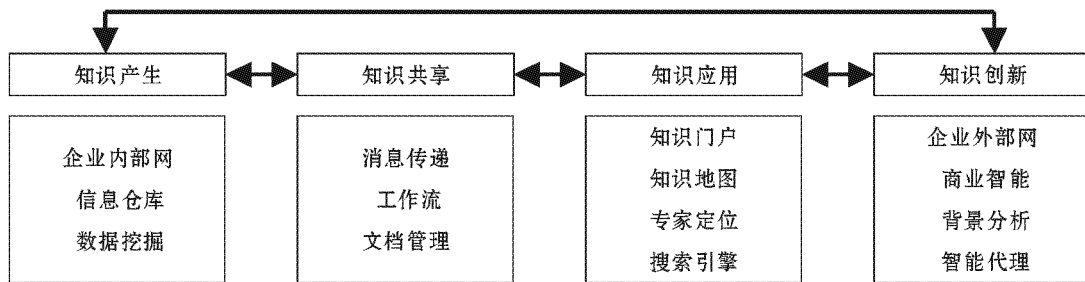 知识产生
知识共享
知识应用
知识创新
企业内部网
信息仓库
数据挖掘
消息传递
工作流
文档管理
知识门户
知识地图
专家定位
搜索引擎
企业外部网
商业智能
背景分析
智能代理